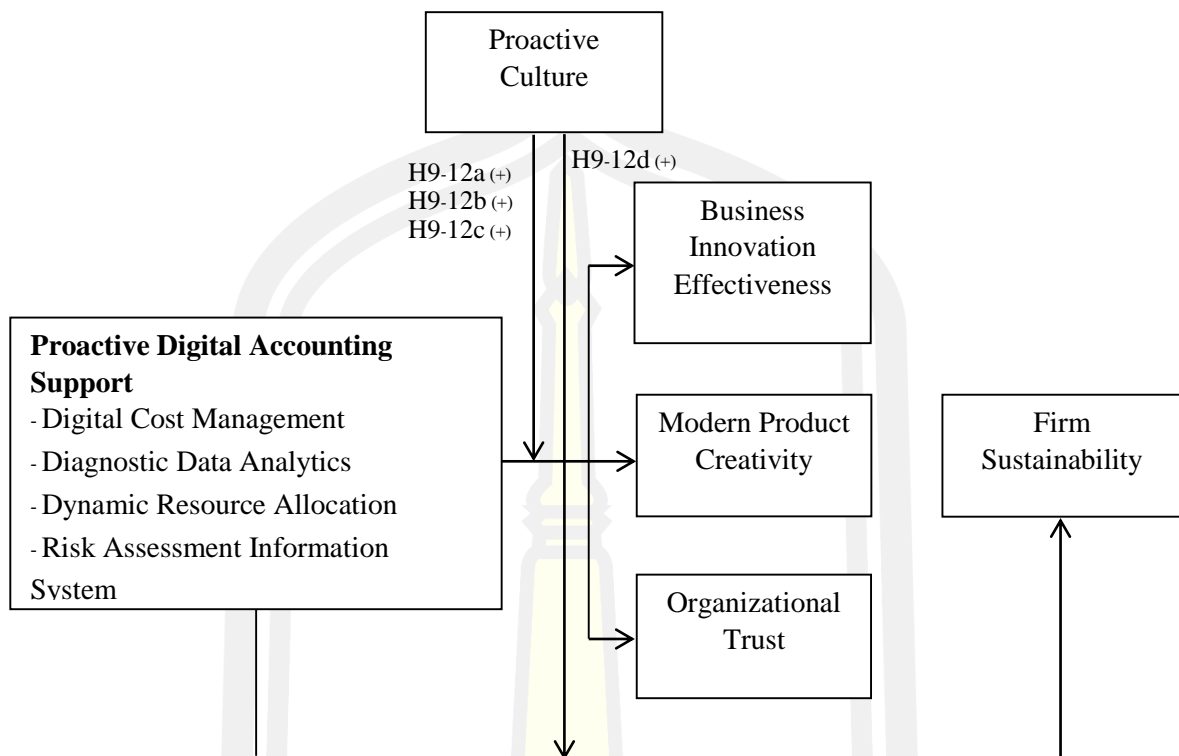 Proactive
Culture
H9-12a (+)
H9-12b (+)
H9-12c (+)
H9-12d (+)
Business
Innovation
Effectiveness
Proactive Digital Accounting
Support
- Digital Cost Management
- Diagnostic Data Analytics
- Dynamic Resource Allocation
- Risk Assessment Information
System
Modern Product
Creativity
Firm
Sustainability
Organizational
Trust